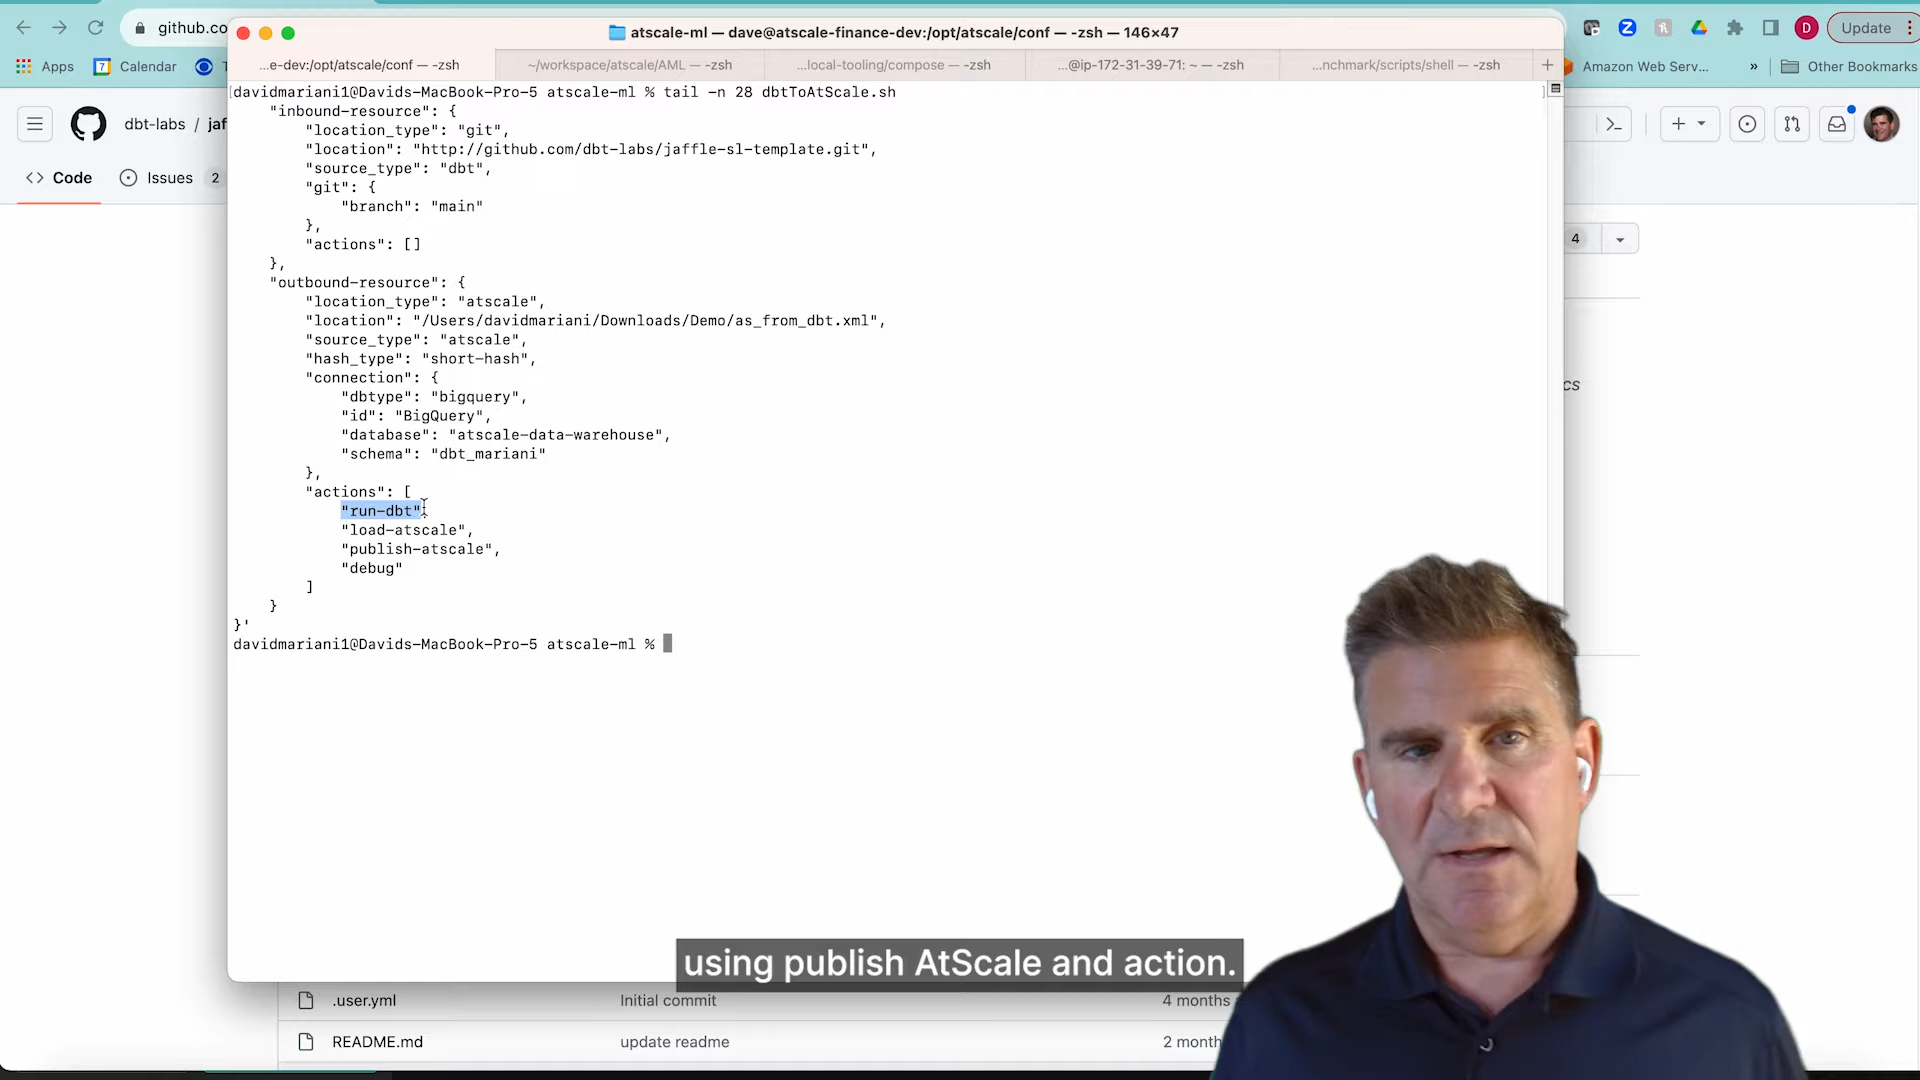 github.co
Update
Apps
Calendar
Amazon Web Serv...
»
Other Bookmarks
atscale-ml — dave@atscale-finance-dev:/opt/atscale/conf — -zsh — 146×47
...e-dev:/opt/atscale/conf — -zsh
~/workspace/atscale/AML — -zsh
...local-tooling/compose — -zsh
...@ip-172-31-39-71: ~ — -zsh
...nchmark/scripts/shell — -zsh
dbt-labs / jaf
Code
Issues 2
4
cs
davidmariani1@Davids-MacBook-Pro-5 atscale-ml % tail -n 28 dbtToAtScale.sh
"inbound-resource": {
"location_type": "git",
"location": "http://github.com/dbt-labs/jaffle-sl-template.git",
"source_type": "dbt",
"git": {
"branch": "main"
},
"actions": []
},
"outbound-resource": {
"location_type": "atscale",
"location": "/Users/davidmariani/Downloads/Demo/as_from_dbt.xml",
"source_type": "atscale",
"hash_type": "short-hash",
"connection": {
"dbtype": "bigquery",
"id": "BigQuery",
"database": "atscale-data-warehouse",
"schema": "dbt_mariani"
},
"actions": [
"run-dbt"
"load-atscale",
"publish-atscale",
"debug"
]
}
}'
davidmariani1@Davids-MacBook-Pro-5 atscale-ml %
using publish AtScale and action.
.user.yml Initial commit 4 months
README.md update readme 2 month